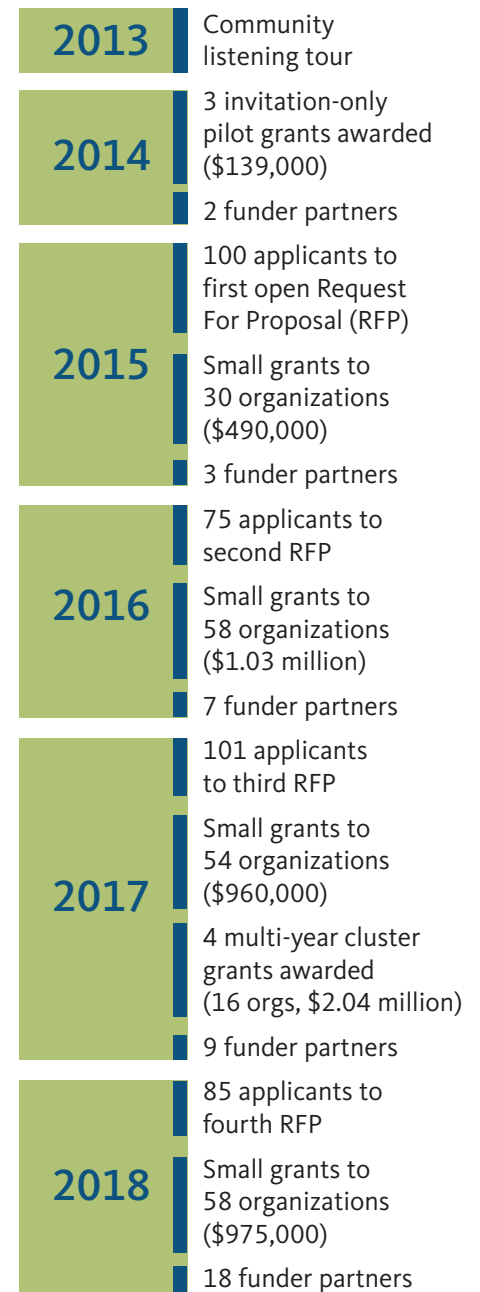 2013
Community
listening tour
2014
3 invitation-only
pilot grants awarded
($139,000)
2 funder partners
2015
100 applicants to
first open Request
For Proposal (RFP)
Small grants to
30 organizations
($490,000)
3 funder partners
2016
75 applicants to
second RFP
Small grants to
58 organizations
($1.03 million)
7 funder partners
2017
101 applicants
to third RFP
Small grants to
54 organizations
($960,000)
4 multi-year cluster
grants awarded
(16 orgs, $2.04 million)
9 funder partners
2018
85 applicants to
fourth RFP
Small grants to
58 organizations
($975,000)
18 funder partners